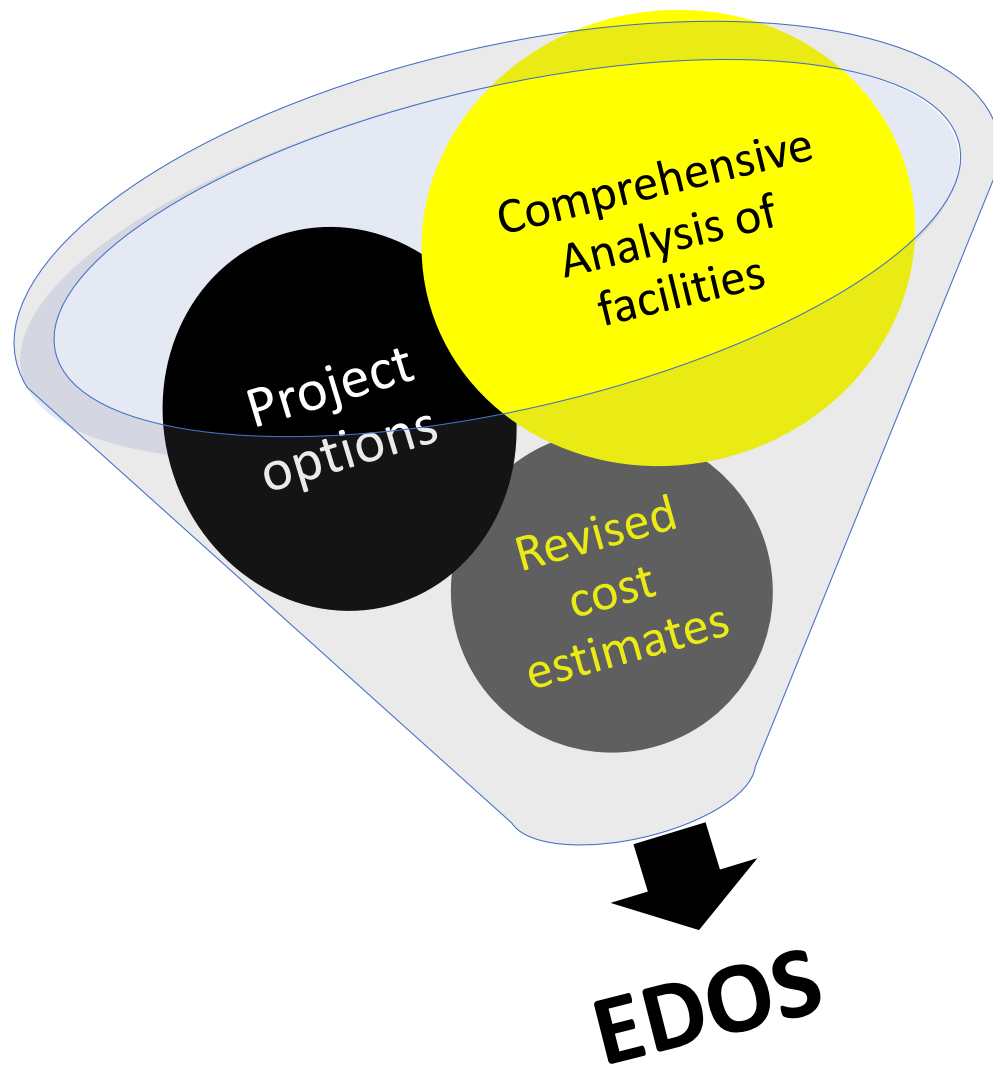 Comprehensive
Analysis of
facilities
Project
options
Revised
cost
estimates
EDOS